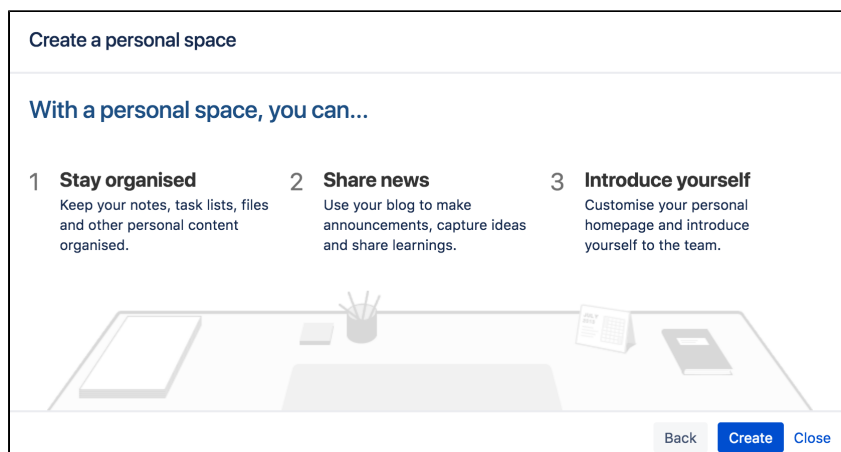 Create a personal space
With a personal space, you can...
1 Stay organised
Keep your notes, task lists, files
and other personal content
organised.
2 Share news
Use your blog to make
announcements, capture ideas
and share learnings.
3 Introduce yourself
Customise your personal
homepage and introduce
yourself to the team.
JULY
Back Create Close